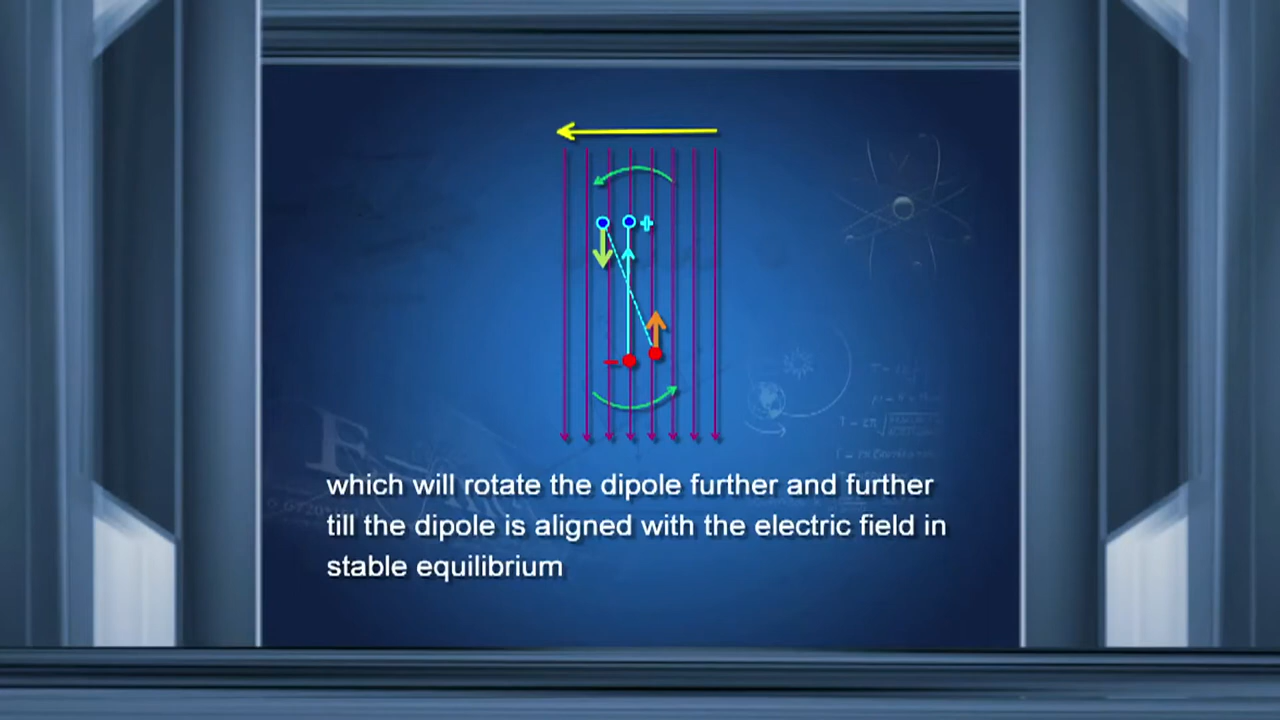 +
–
which will rotate the dipole further and further
till the dipole is aligned with the electric field in
stable equilibrium